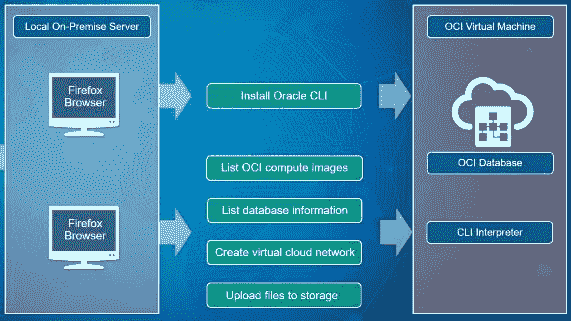 Local On-Premise Server
OCI Virtual Machine
Firefox
Browser
Install Oracle CLI
List OCI compute images
OCI Database
List database information
Firefox
Browser
CLI Interpreter
Create virtual cloud network
Upload files to storage